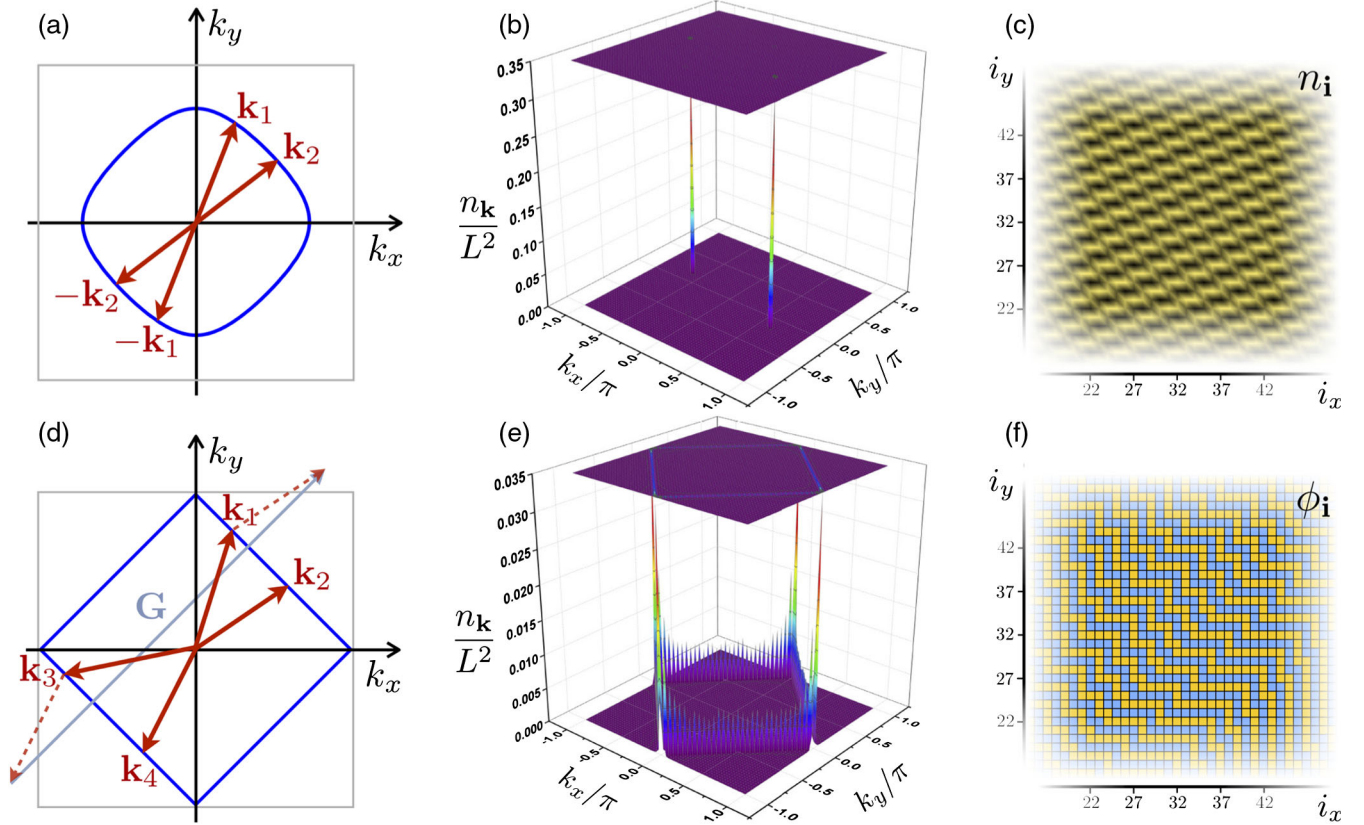 (a)
k_y
k_1
k_2
k_x
−k_2
−k_1
(b)
0.35
0.30
0.25
0.20
0.15
0.10
0.05
0.00
n_k
L^2
-1.0
-0.5
0.0
0.5
1.0
k_x/π
-1.0
-0.5
0.0
0.5
1.0
k_y/π
(c)
i_y
n_i
42
37
32
27
22
22 27 32 37 42
i_x
(d)
k_y
k_1
k_2
G
k_x
k_3
k_4
(e)
0.035
0.030
0.025
0.020
0.015
0.010
0.005
0.000
n_k
L^2
-1.0
-0.5
0.0
0.5
1.0
k_x/π
-1.0
-0.5
0.0
0.5
1.0
k_y/π
(f)
i_y
ϕ_i
42
37
32
27
22
22 27 32 37 42
i_x